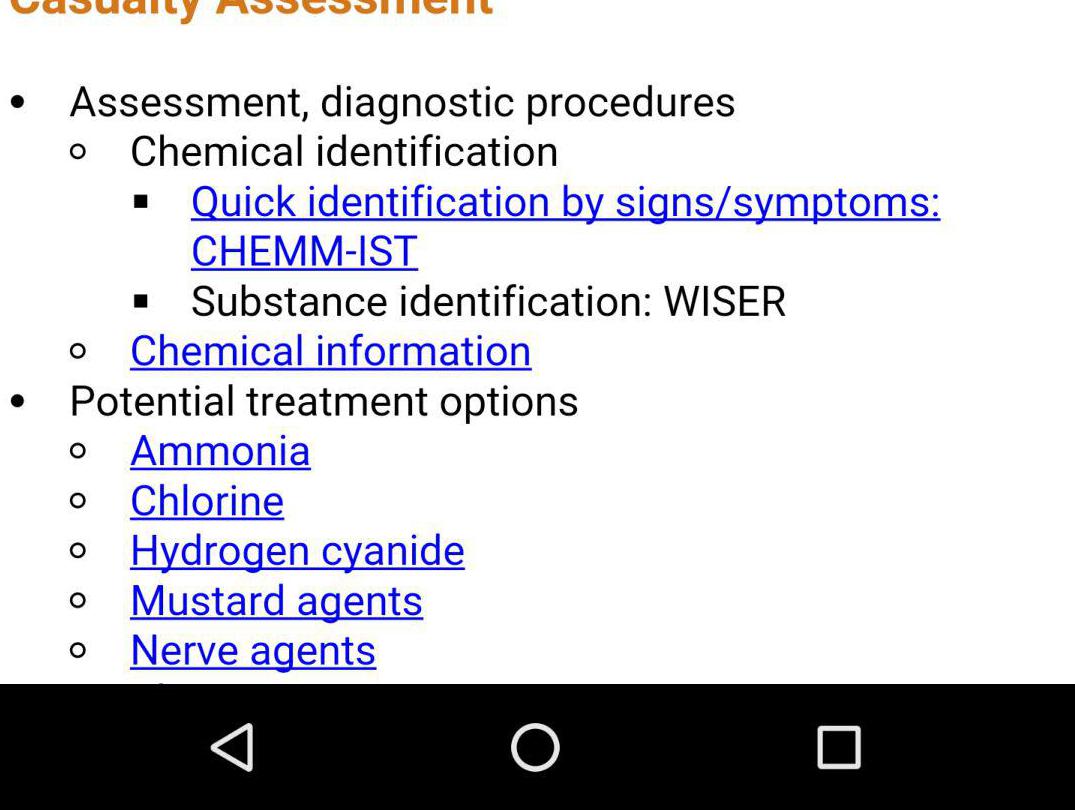 Casualty Assessment
• Assessment, diagnostic procedures
○ Chemical identification
▪ Quick identification by signs/symptoms:
CHEMM-IST
▪ Substance identification: WISER
○ Chemical information
• Potential treatment options
○ Ammonia
○ Chlorine
○ Hydrogen cyanide
○ Mustard agents
○ Nerve agents